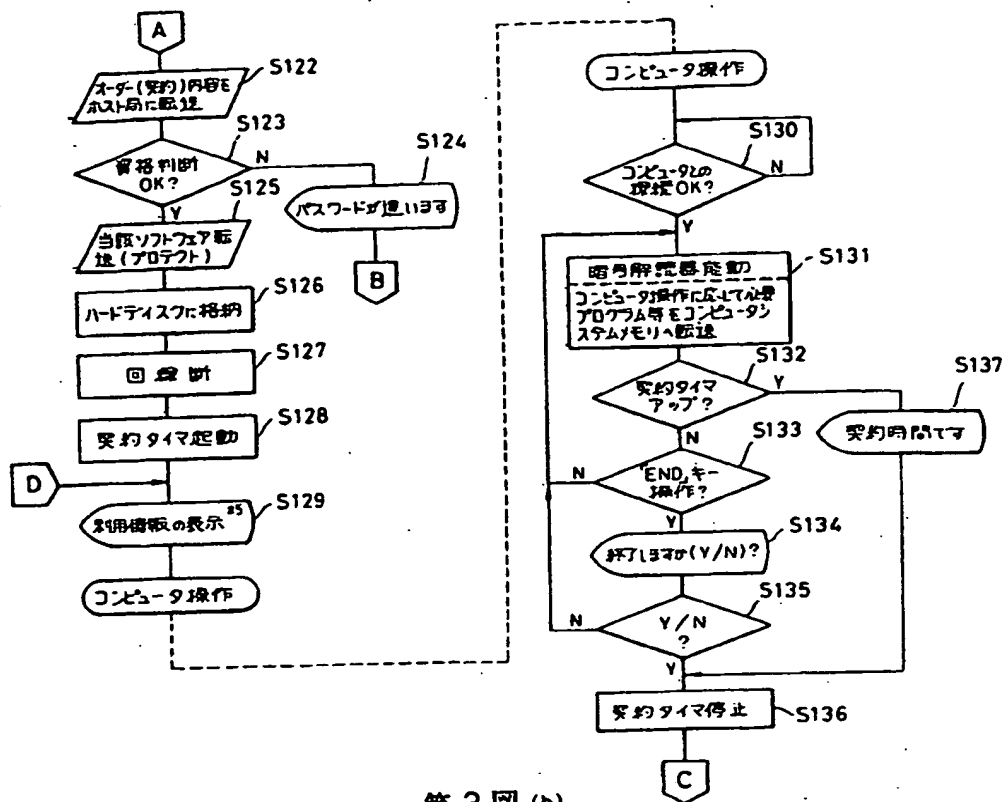 A
S122
オーダー(契約)内容を
ホスト局に転送
S123
資格判断
OK?
N
Y
S124
パスワードが違います
B
S125
当該ソフトウェア転
送(プロテクト)
S126
ハードディスクに格納
S127
回線断
S128
契約タイマ起動
D
S129
利用情報の表示
コンピュータ操作
コンピュータ操作
S130
コンピュータとの
接続OK?
N
Y
S131
暗号解読器能動
コンピュータ操作に応じて必要
プログラム等をコンピュータシ
ステムメモリへ転送
S132
契約タイマ
アップ?
Y
N
S137
契約時間です
S133
「END」キー
操作?
N
Y
S134
終了しますか(Y/N)?
S135
Y/N
?
N
Y
契約タイマ停止
S136
C
第3図(b)